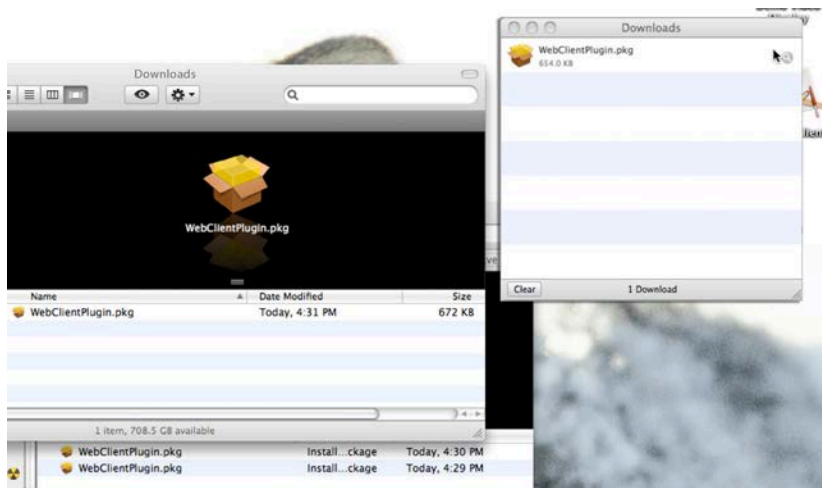 Downloads
WebClientPlugin.pkg
Name Date Modified Size
WebClientPlugin.pkg Today, 4:31 PM 672 KB
1 item, 708.5 GB available
WebClientPlugin.pkg Install...ckage Today, 4:30 PM
WebClientPlugin.pkg Install...ckage Today, 4:29 PM
Downloads
WebClientPlugin.pkg
654.0 KB
Clear 1 Download